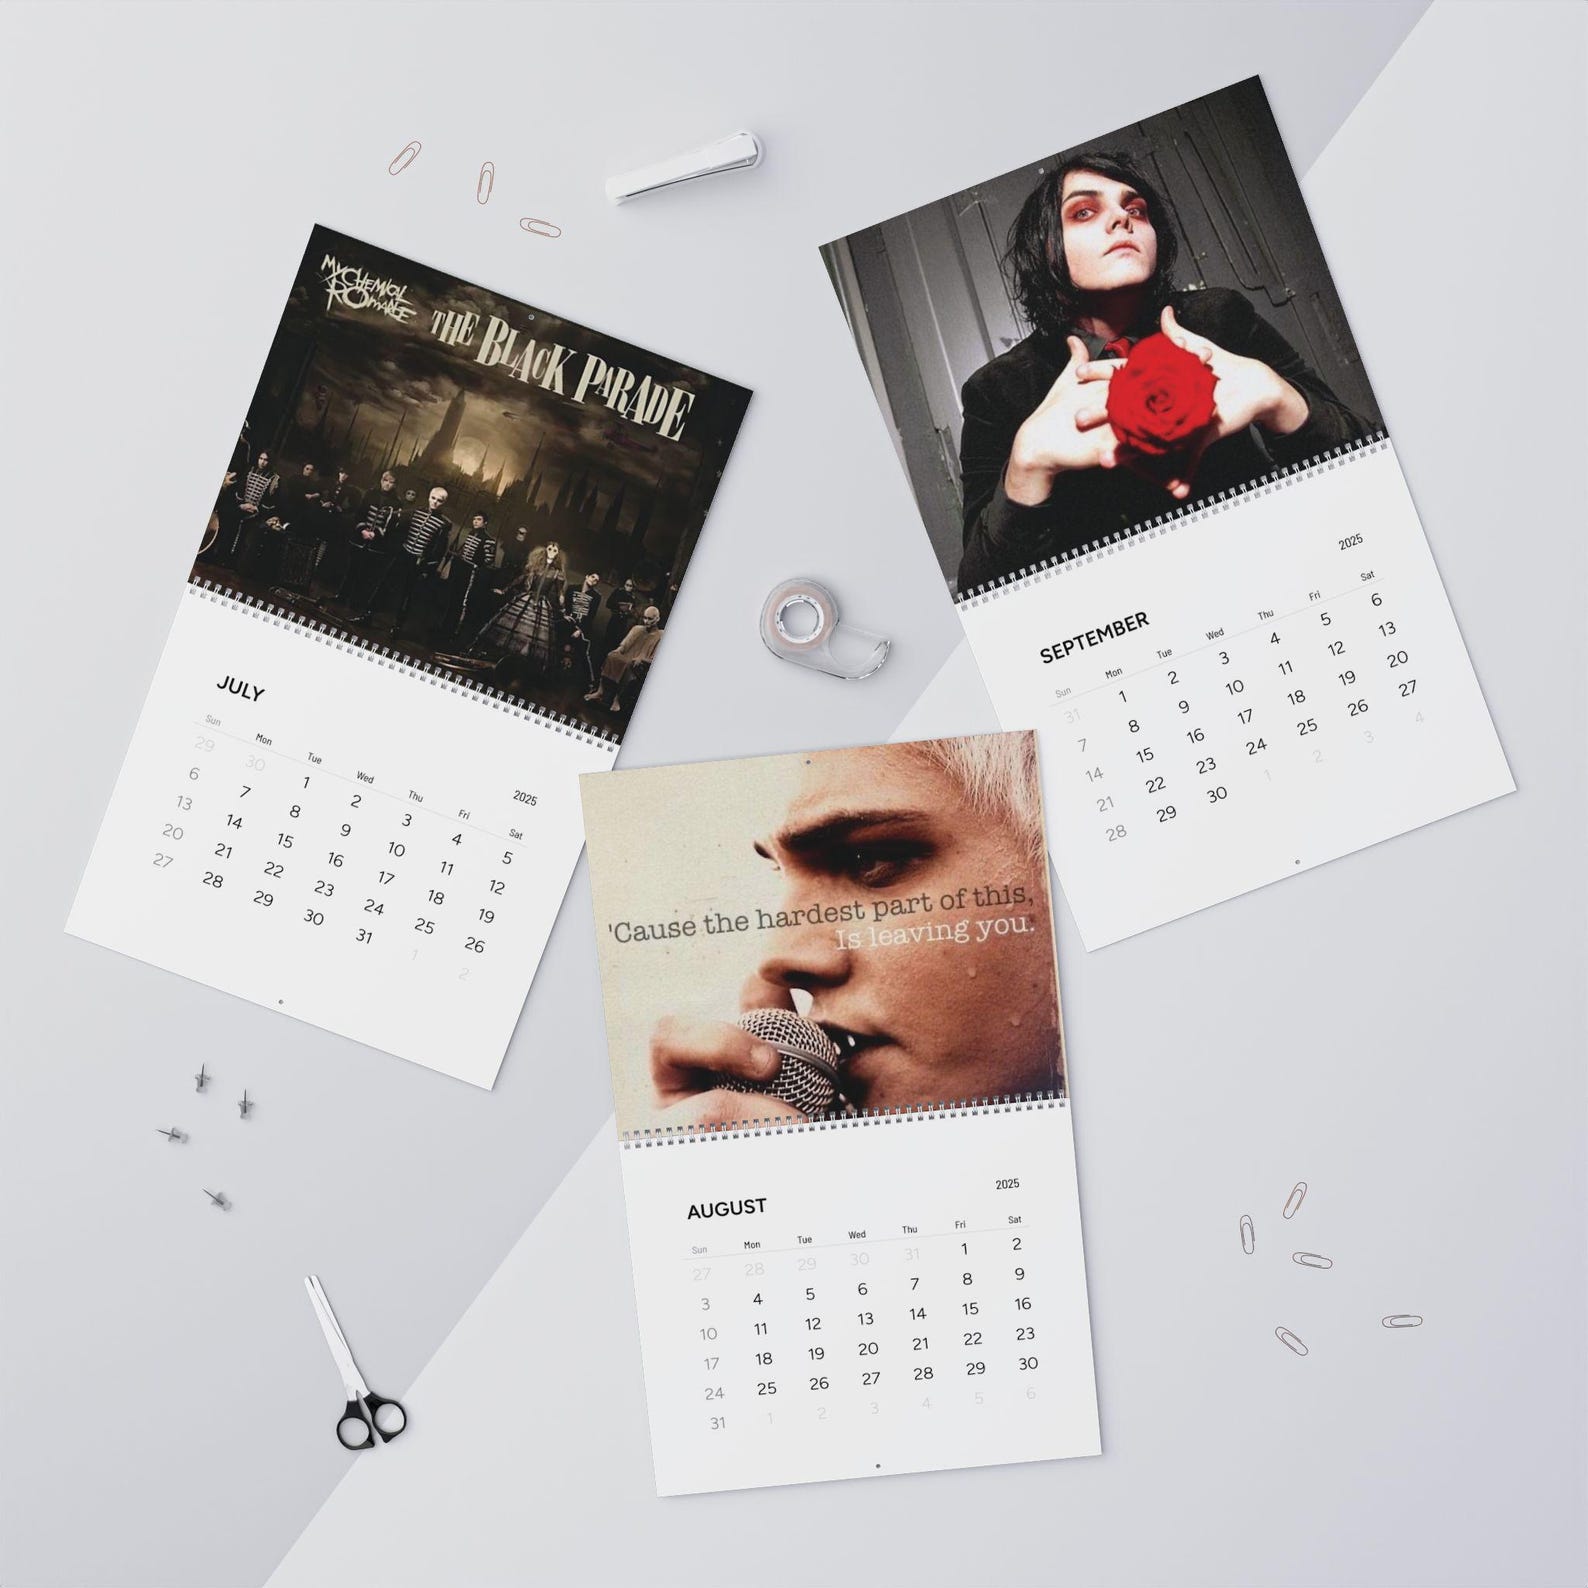 MY CHEMICAL
ROMANCE
THE BLACK PARADE
JULY
2025
Sun Mon Tue Wed Thu Fri Sat
29 30 1 2 3 4 5
6 7 8 9 10 11 12
13 14 15 16 17 18 19
20 21 22 23 24 25 26
27 28 29 30 31 1 2
2025
SEPTEMBER
Sun Mon Tue Wed Thu Fri Sat
31 1 2 3 4 5 6
7 8 9 10 11 12 13
14 15 16 17 18 19 20
21 22 23 24 25 26 27
28 29 30 1 2 3 4
'Cause the hardest part of this,
Is leaving you.
2025
AUGUST
Sun Mon Tue Wed Thu Fri Sat
27 28 29 30 31 1 2
3 4 5 6 7 8 9
10 11 12 13 14 15 16
17 18 19 20 21 22 23
24 25 26 27 28 29 30
31 1 2 3 4 5 6